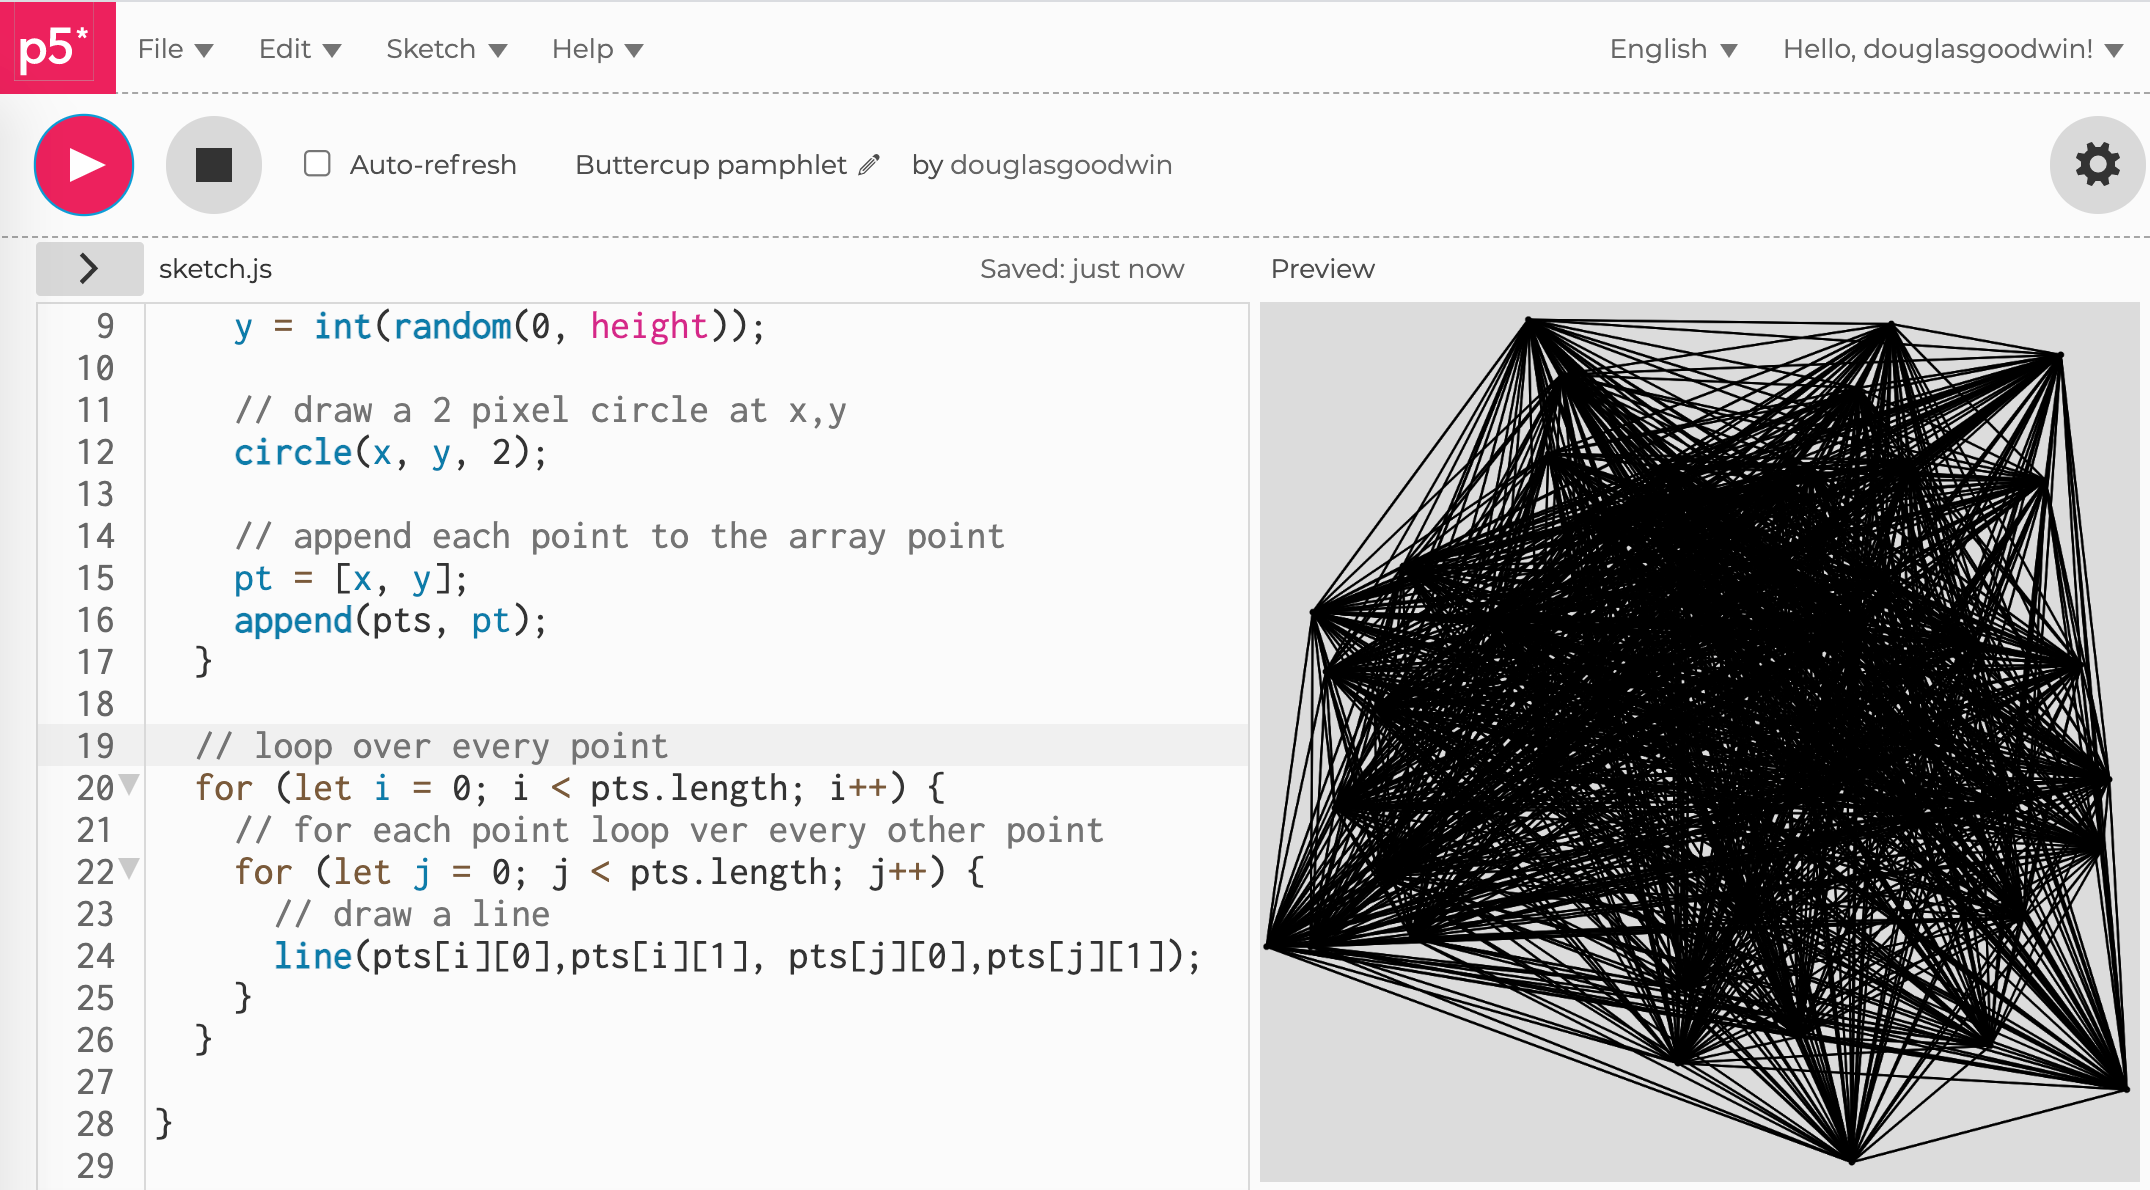 p5*
File Edit Sketch Help English Hello, douglasgoodwin!
Auto-refresh Buttercup pamphlet by douglasgoodwin
> sketch.js Saved: just now Preview
9 y = int(random(0, height));
10
11 // draw a 2 pixel circle at x,y
12 circle(x, y, 2);
13
14 // append each point to the array point
15 pt = [x, y];
16 append(pts, pt);
17 }
18
19 // loop over every point
20 for (let i = 0; i < pts.length; i++) {
21 // for each point loop ver every other point
22 for (let j = 0; j < pts.length; j++) {
23 // draw a line
24 line(pts[i][0],pts[i][1], pts[j][0],pts[j][1]);
25 }
26 }
27
28 }
29